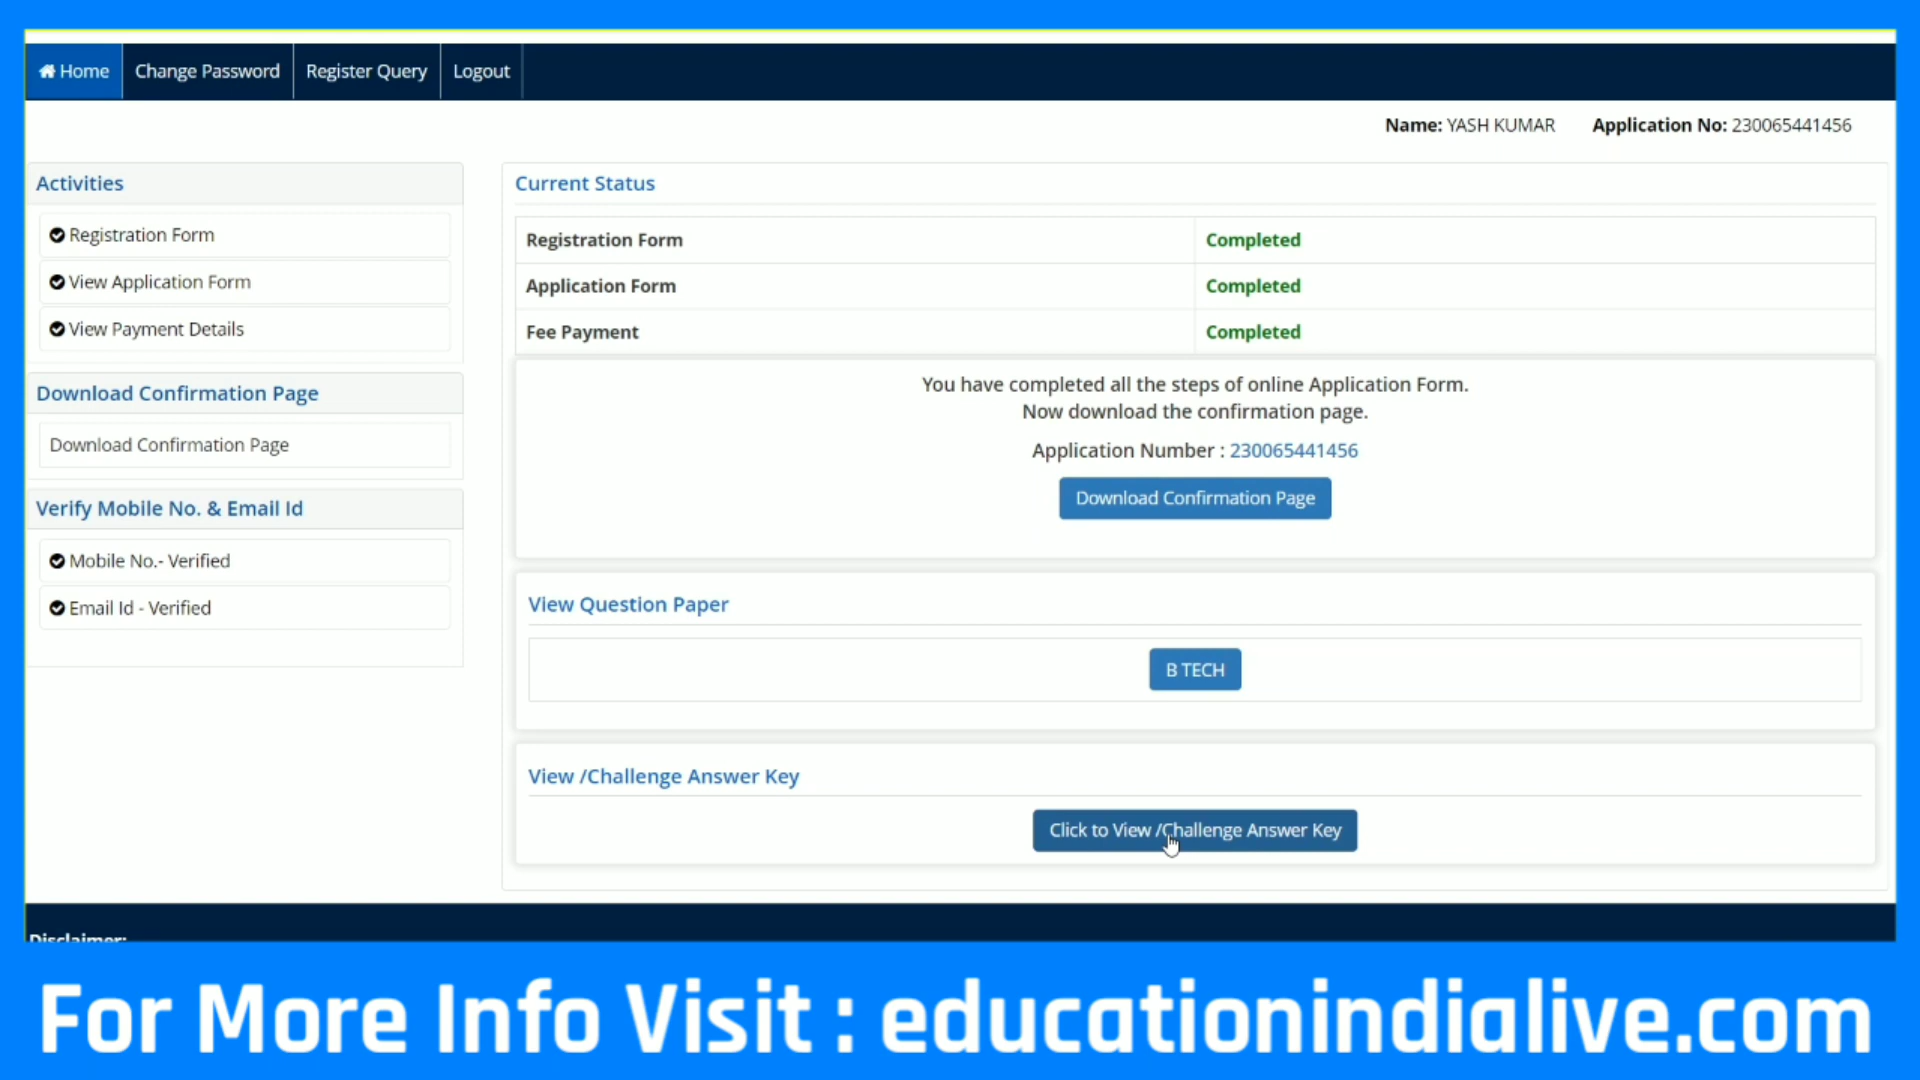 Home
Change Password
Register Query
Logout
Name: YASH KUMAR
Application No: 230065441456
Activities
Registration Form
View Application Form
View Payment Details
Download Confirmation Page
Download Confirmation Page
Verify Mobile No. & Email Id
Mobile No.- Verified
Email Id - Verified
Current Status
Registration Form Completed
Application Form Completed
Fee Payment Completed
You have completed all the steps of online Application Form.
Now download the confirmation page.
Application Number : 230065441456
Download Confirmation Page
View Question Paper
B TECH
View /Challenge Answer Key
Click to View /Challenge Answer Key
Disclaimer:
For More Info Visit : educationindialive.com